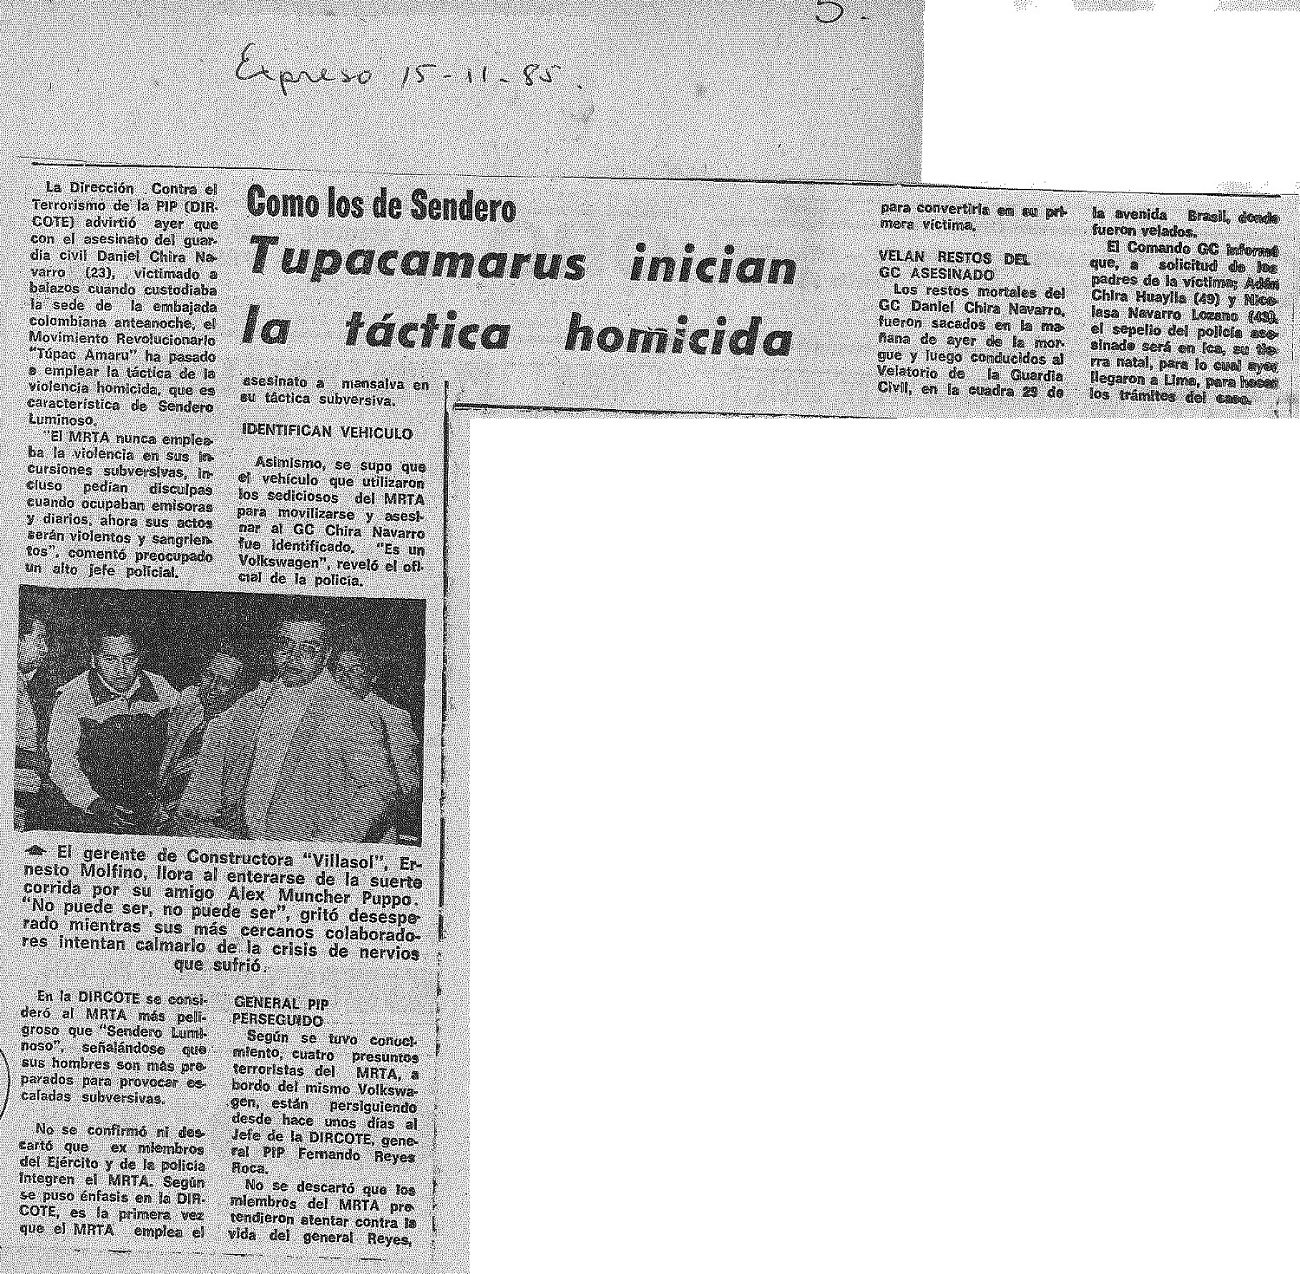 5.
Expreso 15-11-85.
Como los de Sendero
Tupacamarus inician
la táctica homicida
La Dirección Contra el
Terrorismo de la PIP (DIR-
COTE) advirtió ayer que
con el asesinato del guar-
dia civil Daniel Chira Na-
varro (23), victimado a
balazos cuando custodiaba
la sede de la embajada
colombiana anteanoche, el
Movimiento Revolucionario
"Túpac Amaru" ha pasado
a emplear la táctica de la
violencia homicida, que es
característica de Sendero
Luminoso.
"El MRTA nunca emplea-
ba la violencia en sus in-
cursiones subversivas, in-
cluso pedían disculpas
cuando ocupaban emisoras
y diarios, ahora sus actos
serán violentos y sangrien-
tos", comentó preocupado
un alto jefe policial.
El gerente de Constructora "Villasol", Er-
nesto Molfino, llora al enterarse de la suerte
corrida por su amigo Alex Muncher Puppo.
"No puede ser, no puede ser", gritó desespe-
rado mientras sus más cercanos colaborado-
res intentan calmarlo de la crisis de nervios
que sufrió.
En la DIRCOTE se consi-
deró al MRTA más peli-
groso que "Sendero Lumi-
noso", señalándose que
sus hombres son más pre-
parados para provocar es-
caladas subversivas.
No se confirmó ni des-
cartó que ex miembros
del Ejército y de la policía
integren el MRTA. Según
se puso énfasis en la DIR-
COTE, es la primera vez
que el MRTA emplea el
asesinato a mansalva en
su táctica subversiva.
IDENTIFICAN VEHICULO
Asimismo, se supo que
el vehículo que utilizaron
los sediciosos del MRTA
para movilizarse y asesi-
nar al GC Chira Navarro
fue identificado. "Es un
Volkswagen", reveló el ofi-
cial de la policía.
GENERAL PIP
PERSEGUIDO
Según se tuvo conoci-
miento, cuatro presuntos
terroristas del MRTA, a
bordo del mismo Volkswa-
gen, están persiguiendo
desde hace unos días al
Jefe de la DIRCOTE, gene-
ral PIP Fernando Reyes
Roca.
No se descartó que los
miembros del MRTA pre-
tendieron atentar contra la
vida del general Reyes,
para convertirla en su pri-
mera víctima.
VELAN RESTOS DEL
GC ASESINADO
Los restos mortales del
GC Daniel Chira Navarro,
fueron sacados en la ma-
ñana de ayer de la mor-
gue y luego conducidos al
Velatorio de la Guardia
Civil, en la cuadra 29 de
la avenida Brasil, donde
fueron velados.
El Comando GC informó
que, a solicitud de los
padres de la víctima; Adán
Chira Huaylla (49) y Nico-
lasa Navarro Lozano (43),
el sepelio del policía ase-
sinado será en Ica, su tie-
rra natal, para lo cual ayer
llegaron a Lima, para hacer
los trámites del caso.